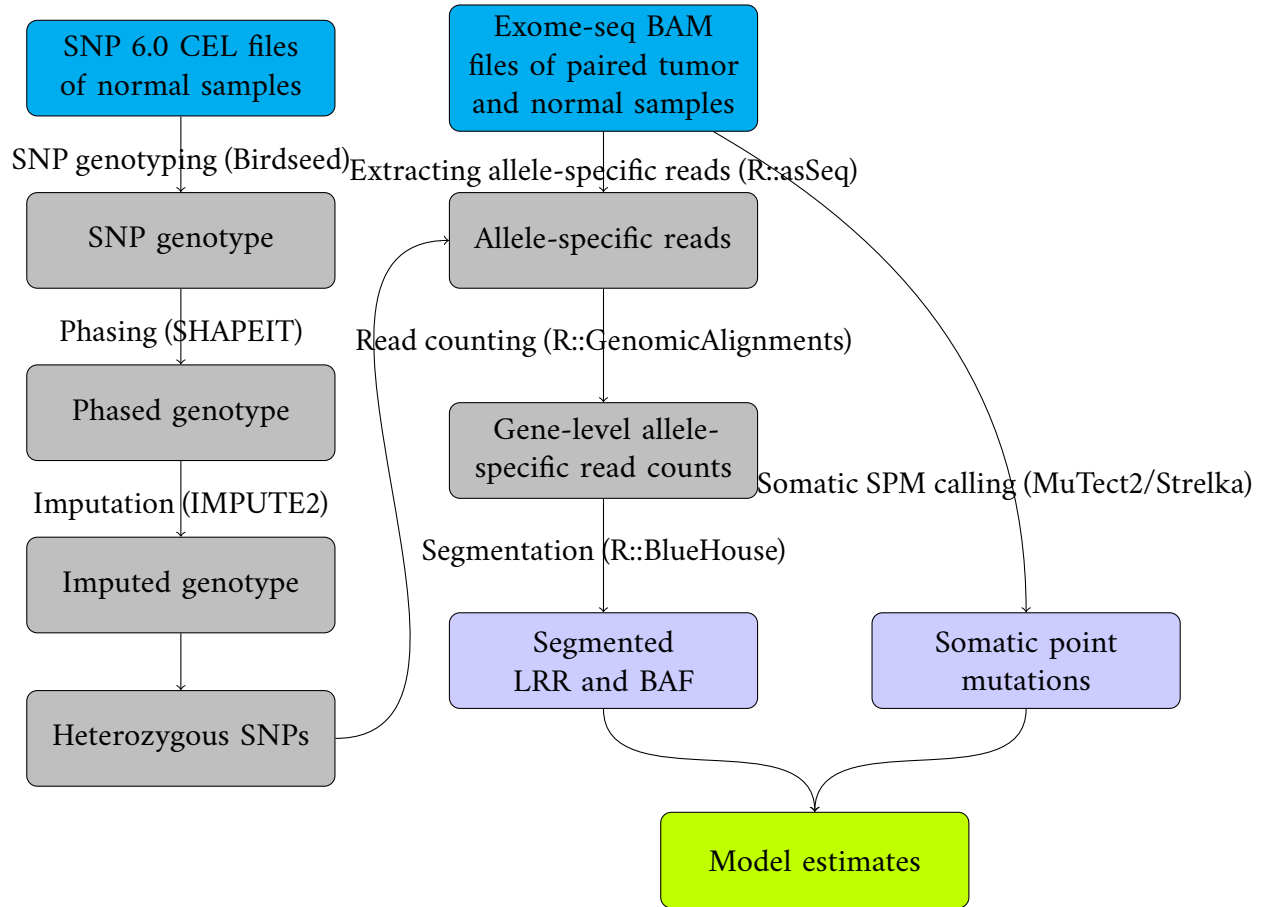 SNP 6.0 CEL files
of normal samples
Exome-seq BAM
files of paired tumor
and normal samples
SNP genotyping (Birdseed)
Extracting allele-specific reads (R::asSeq)
SNP genotype
Allele-specific reads
Phasing (SHAPEIT)
Read counting (R::GenomicAlignments)
Phased genotype
Gene-level allele-
specific read counts
Imputation (IMPUTE2)
Somatic SPM calling (MuTect2/Strelka)
Segmentation (R::BlueHouse)
Imputed genotype
Segmented
LRR and BAF
Somatic point
mutations
Heterozygous SNPs
Model estimates